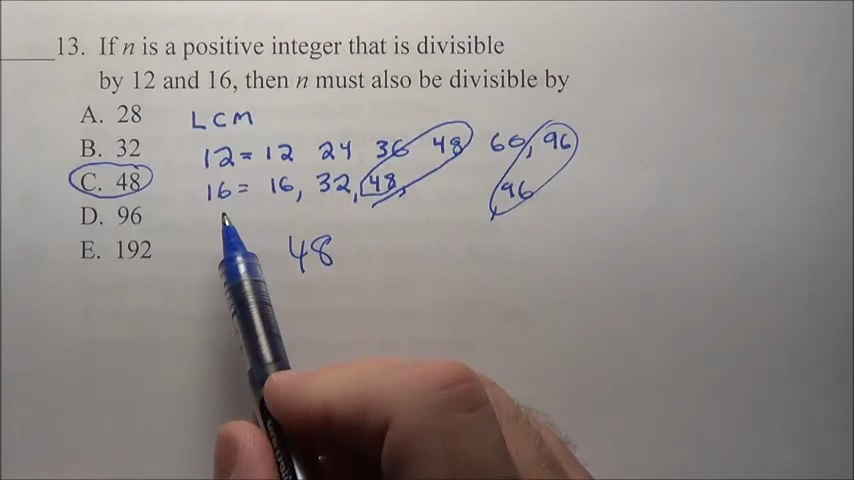 13. If n is a positive integer that is divisible
by 12 and 16, then n must also be divisible by
A. 28
LCM
B. 32
12 = 12 24 36 48 60, 96
C. 48
16 = 16, 32, 48, 96
D. 96
E. 192
48